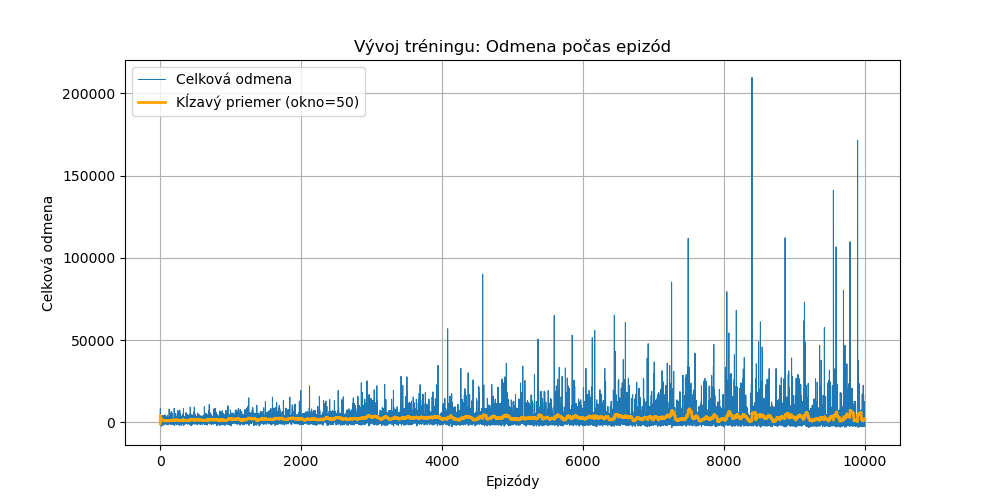 Vývoj tréningu: Odmena počas epizód
Celková odmena
Kĺzavý priemer (okno=50)
Celková odmena
200000
150000
100000
50000
0
0
2000
4000
6000
8000
10000
Epizódy